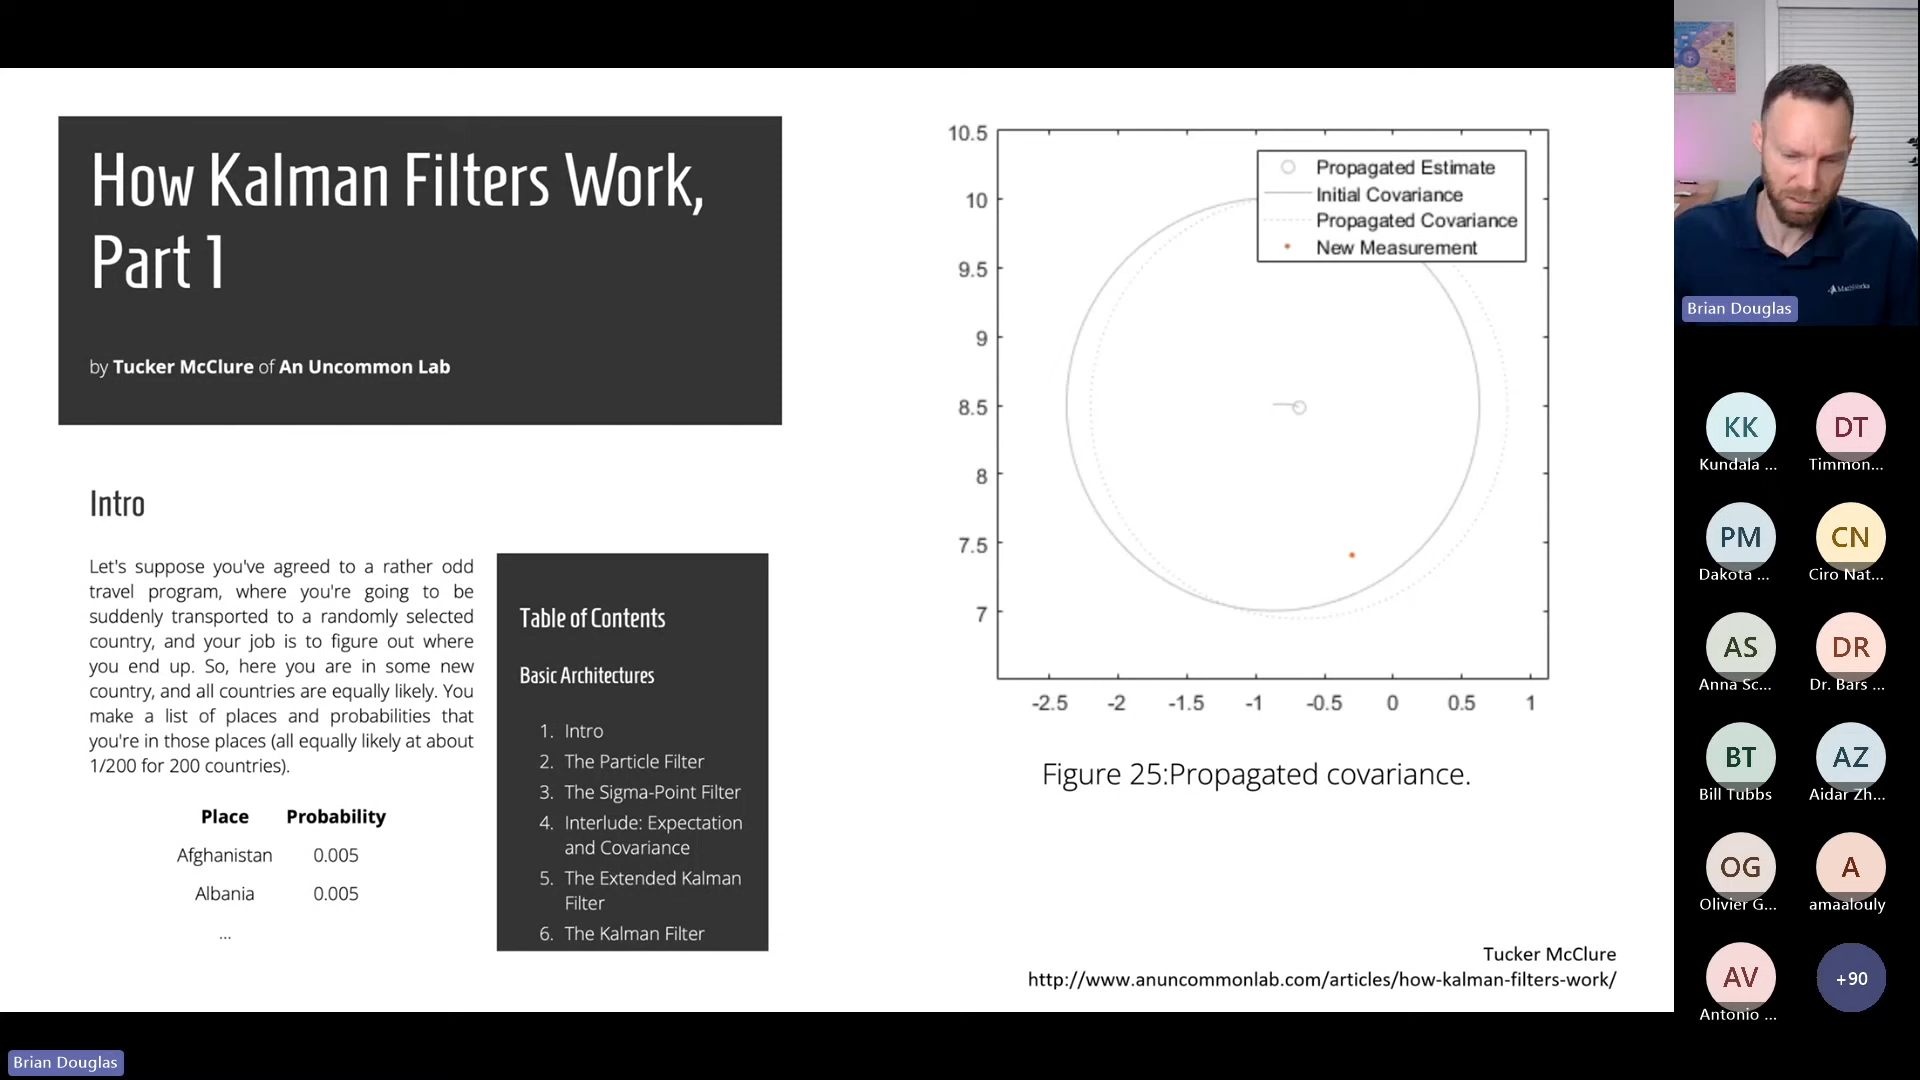 How Kalman Filters Work,
Part 1
by Tucker McClure of An Uncommon Lab
Intro
Let's suppose you've agreed to a rather odd
travel program, where you're going to be
suddenly transported to a randomly selected
country, and your job is to figure out where
you end up. So, here you are in some new
country, and all countries are equally likely. You
make a list of places and probabilities that
you're in those places (all equally likely at about
1/200 for 200 countries).
Place Probability
Afghanistan 0.005
Albania 0.005
...
Table of Contents
Basic Architectures
1. Intro
2. The Particle Filter
3. The Sigma-Point Filter
4. Interlude: Expectation
and Covariance
5. The Extended Kalman
Filter
6. The Kalman Filter
10.5
10
9.5
9
8.5
8
7.5
7
-2.5 -2 -1.5 -1 -0.5 0 0.5 1
Propagated Estimate
Initial Covariance
Propagated Covariance
New Measurement
Figure 25:Propagated covariance.
Tucker McClure
http://www.anuncommonlab.com/articles/how-kalman-filters-work/
MathWorks
Brian Douglas
KK DT
Kundala ... Timmon...
PM CN
Dakota ... Ciro Nat...
AS DR
Anna Sc... Dr. Bars ...
BT AZ
Bill Tubbs Aidar Zh...
OG A
Olivier G... amaalouly
AV +90
Antonio ...
Brian Douglas